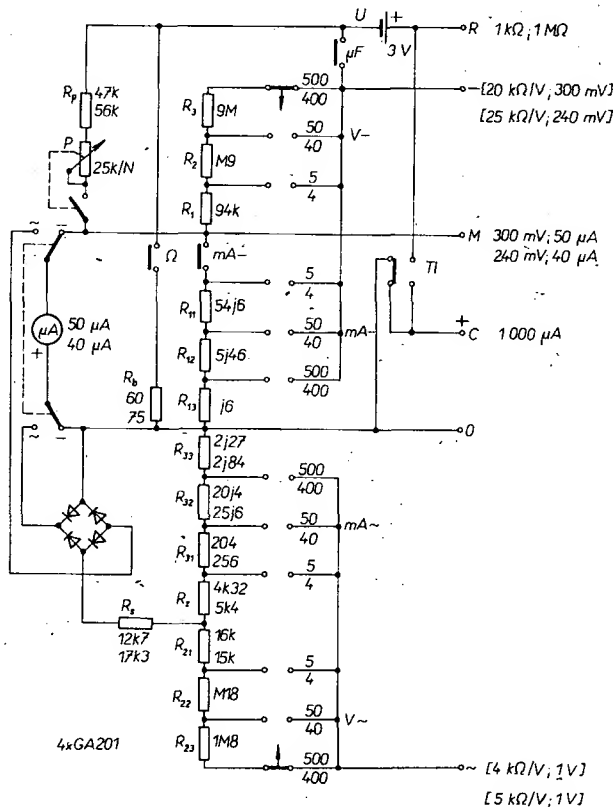 U
+
3 V
R 1kΩ; 1MΩ
µF
Rp
47k
56k
R3
9M
500
400
− [20 kΩ/V; 300 mV]
[25 kΩ/V; 240 mV]
P
25k/N
R2
M9
50
40
V−
R1
94k
5
4
~
−
M 300 mV; 50 µA
240 mV; 40 µA
Ω
mA−
Tl
5
4
µA
+
50 µA
40 µA
R11
54j6
50
40
mA−
+
C 1000 µA
R12
5j46
500
400
Rb
60
75
R13
j6
~
−
0
R33
2j27
2j84
500
400
R32
20j4
25j6
50
40
mA~
R31
204
256
5
4
Rz
4k32
5k4
Rs
12k7
17k3
R21
16k
15k
5
4
R22
M18
50
40
V~
R23
1M8
4xGA201
500
400
~ [4 kΩ/V; 1V]
[5 kΩ/V; 1V]